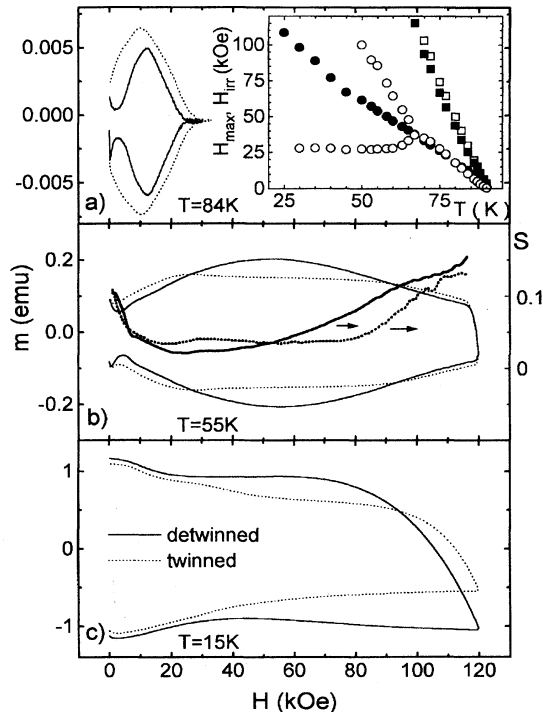 0.005
0.000
-0.005
a)
T=84K
H_max, H_irr (kOe)
100
75
50
25
0
25
50
75
T ( K )
b)
T=55K
m (emu)
0.2
0.0
-0.2
S
0.1
0
c)
T=15K
1
0
-1
detwinned
twinned
0
20
40
60
80
100
120
H (kOe)